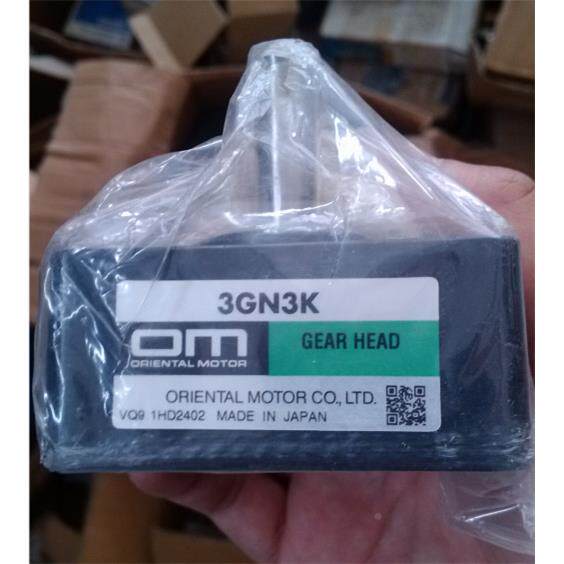 3GN3K
OM
ORIENTAL MOTOR
GEAR HEAD
ORIENTAL MOTOR CO., LTD.
VQ9 1HD2402 MADE IN JAPAN